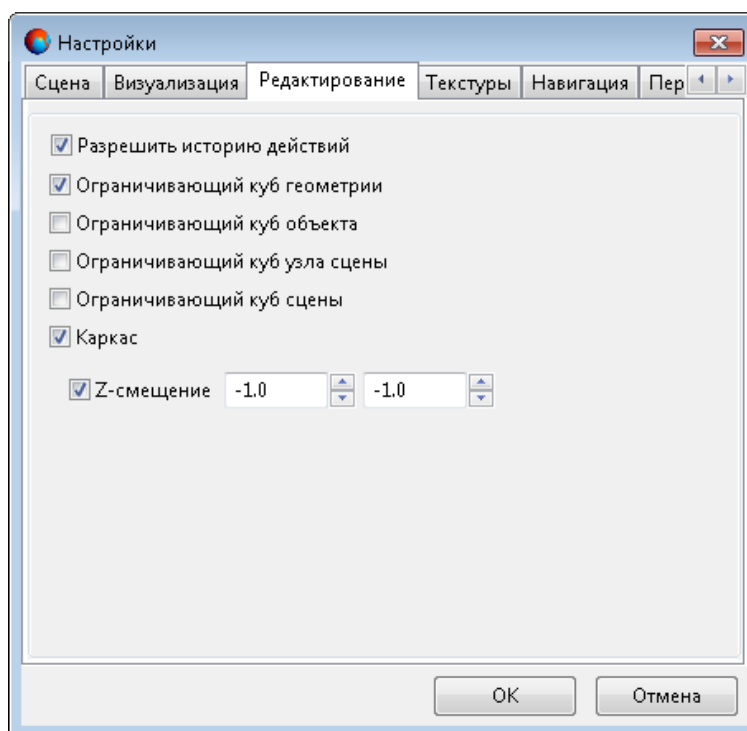 Настройки
Сцена Визуализация Редактирование Текстуры Навигация Пер
Разрешить историю действий
Ограничивающий куб геометрии
Ограничивающий куб объекта
Ограничивающий куб узла сцены
Ограничивающий куб сцены
Каркас
Z-смещение -1.0 -1.0
OK Отмена